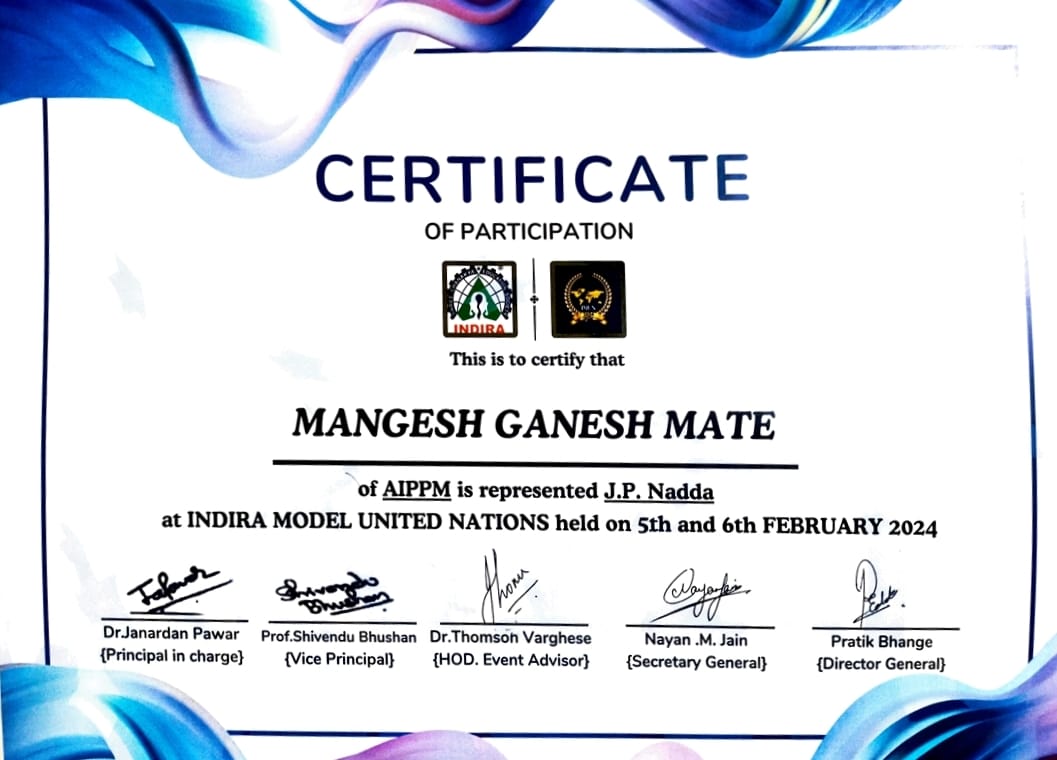 CERTIFICATE
OF PARTICIPATION
INDIRA
This is to certify that
MANGESH GANESH MATE
of AIPPM is represented J.P. Nadda
at INDIRA MODEL UNITED NATIONS held on 5th and 6th FEBRUARY 2024
Shivendu
Bhushan
Dr.Janardan Pawar
{Principal in charge}
Prof.Shivendu Bhushan
{Vice Principal}
Dr.Thomson Varghese
{HOD. Event Advisor}
Nayan .M. Jain
{Secretary General}
Pratik Bhange
{Director General}